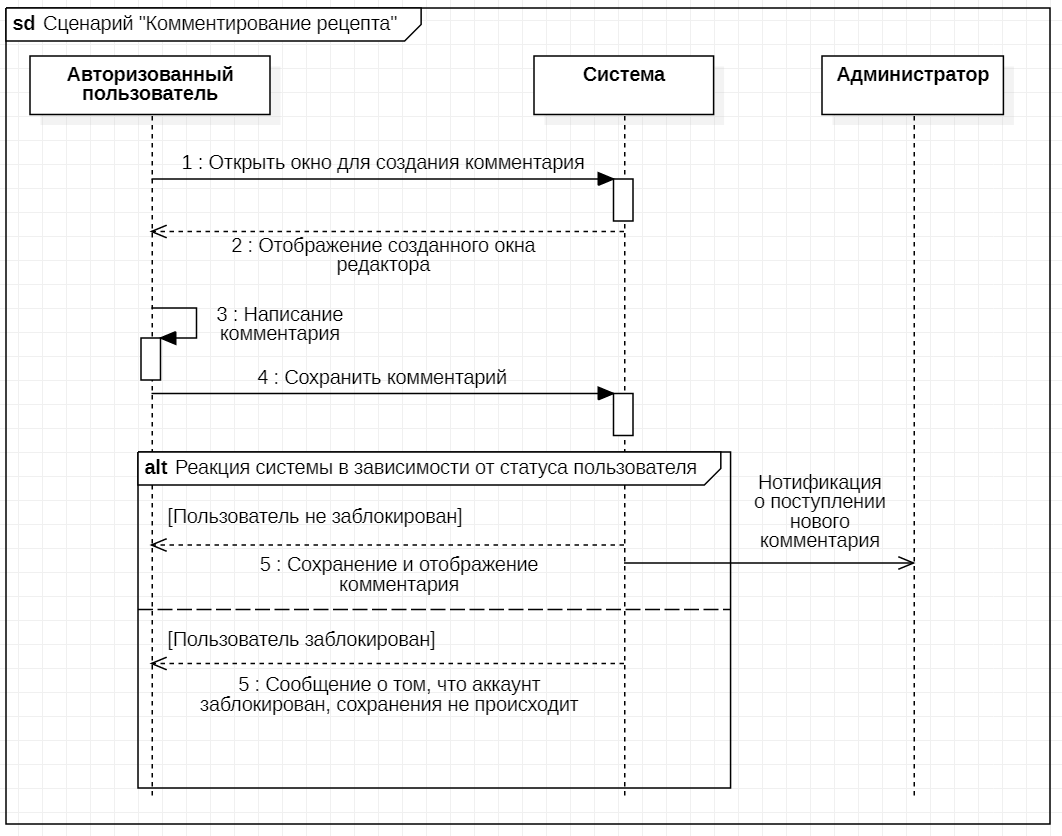 sd Сценарий "Комментирование рецепта"
Авторизованный
пользователь
Система
Администратор
1 : Открыть окно для создания комментария
2 : Отображение созданного окна
редактора
3 : Написание
комментария
4 : Сохранить комментарий
alt Реакция системы в зависимости от статуса пользователя
Нотификация
о поступлении
нового
комментария
[Пользователь не заблокирован]
5 : Сохранение и отображение
комментария
[Пользователь заблокирован]
5 : Сообщение о том, что аккаунт
заблокирован, сохранения не происходит